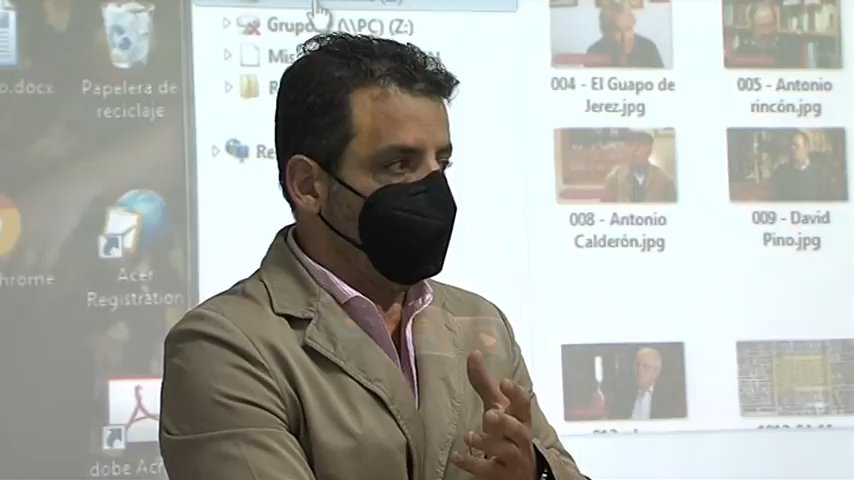 o.docx
Papelera de
reciclaje
hrome
Acer
Registration
dobe Acr
Grupo (\\PC) (Z:)
004 - El Guapo de
Jerez.jpg
005 - Antonio
rincón.jpg
008 - Antonio
Calderón.jpg
009 - David
Pino.jpg